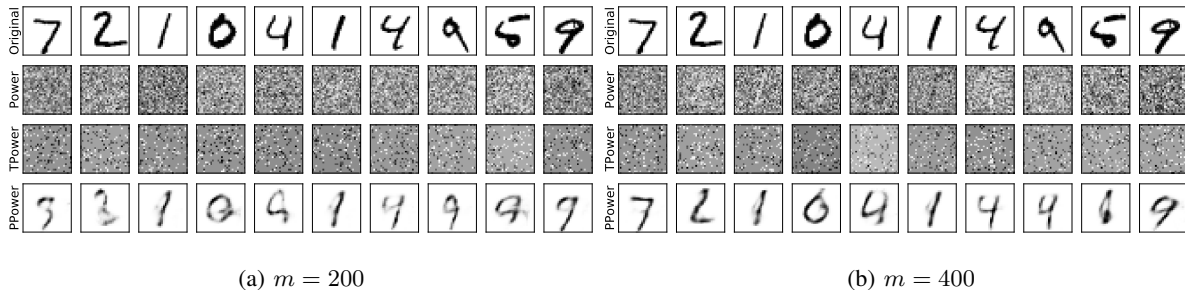 Original
Power
TPower
PPower
(a) m = 200
Original
Power
TPower
PPower
(b) m = 400